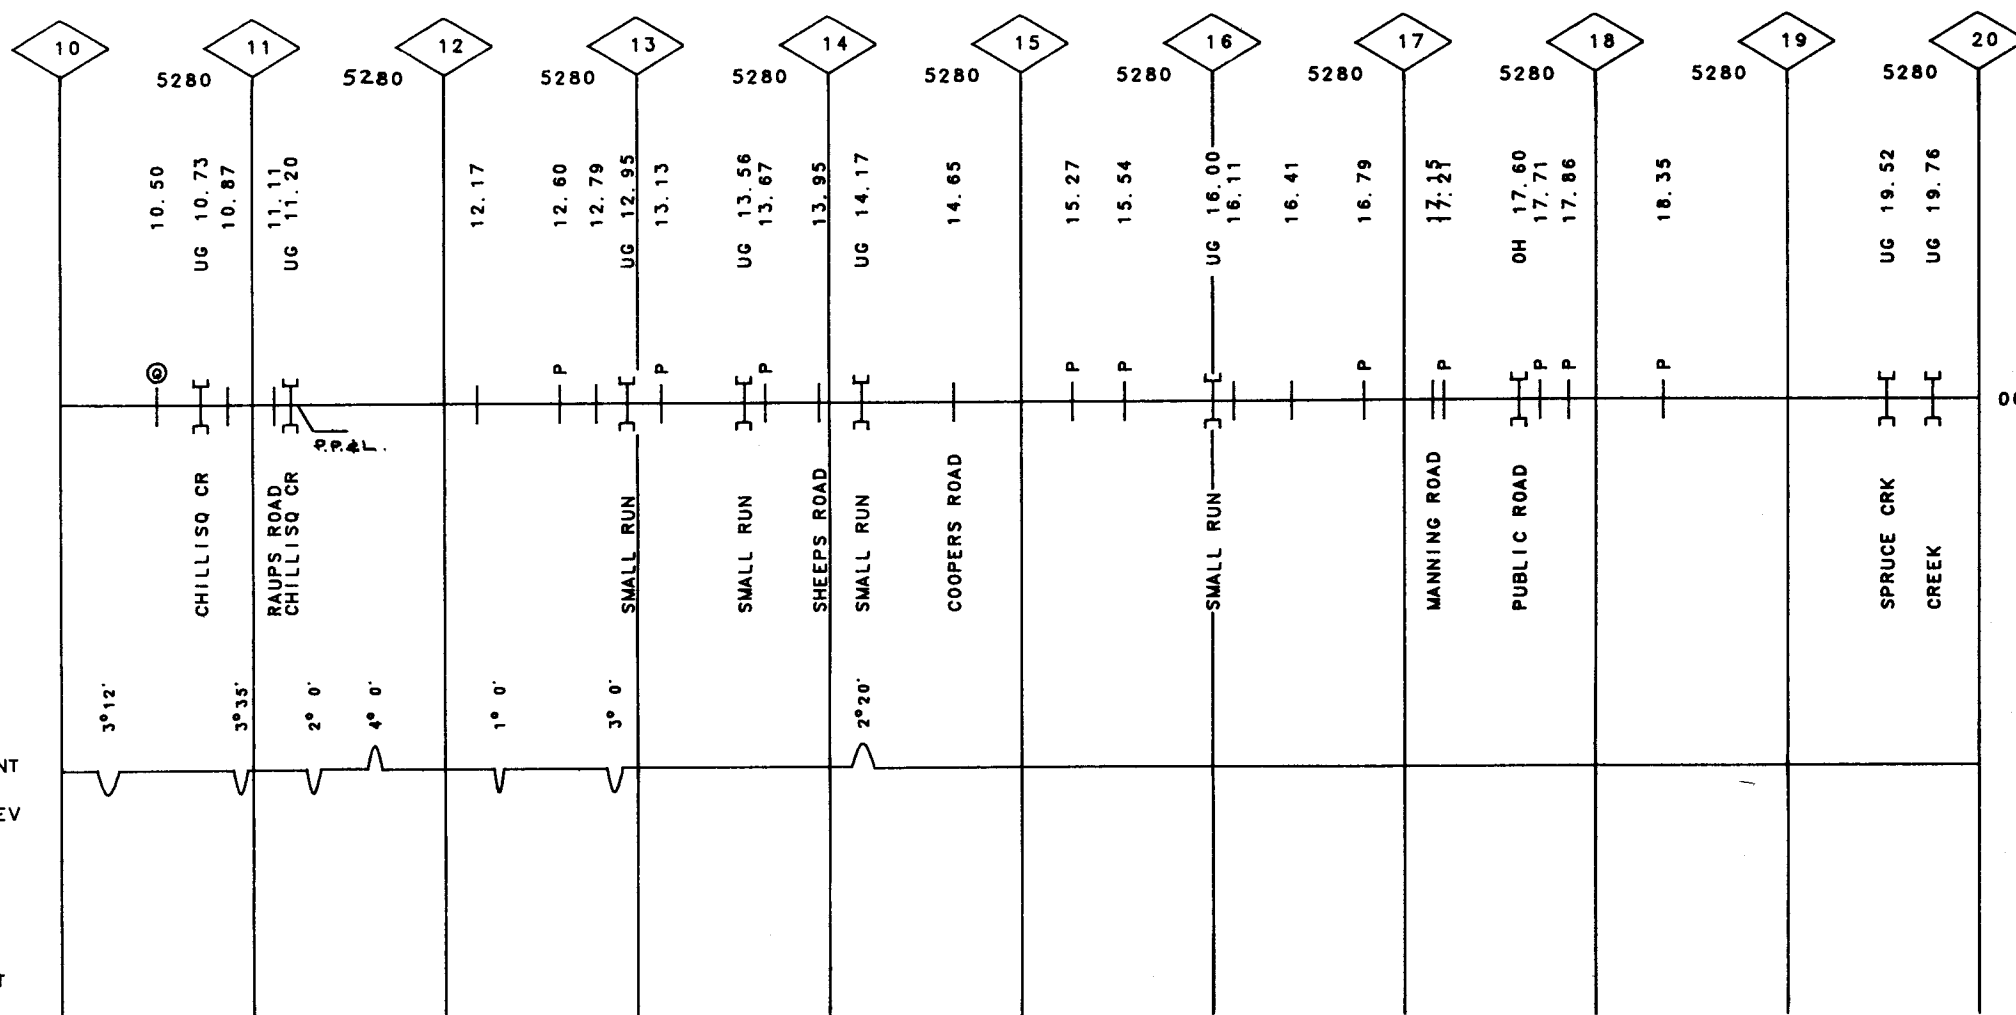 10 11 12 13 14 15 16 17 18 19 20
5280 5280 5280 5280 5280 5280 5280 5280 5280 5280
10.50
UG 10.73
10.87
11.11
UG 11.20
12.17
12.60
12.79
UG 12.95
13.13
UG 13.56
13.67
13.95
UG 14.17
14.65
15.27
15.54
UG 16.00
16.11
16.41
16.79
17.15
17.21
OH 17.60
17.71
17.86
18.35
UG 19.52
UG 19.76
P P P P P P P P P P
P.P.&L.
CHILLISQ CR
RAUPS ROAD
CHILLISQ CR
SMALL RUN
SMALL RUN
SHEEPS ROAD
SMALL RUN
COOPERS ROAD
SMALL RUN
MANNING ROAD
PUBLIC ROAD
SPRUCE CRK
CREEK
3°12'
3°35'
2° 0'
4° 0'
1° 0'
3° 0'
2°20'
NT
EV
T